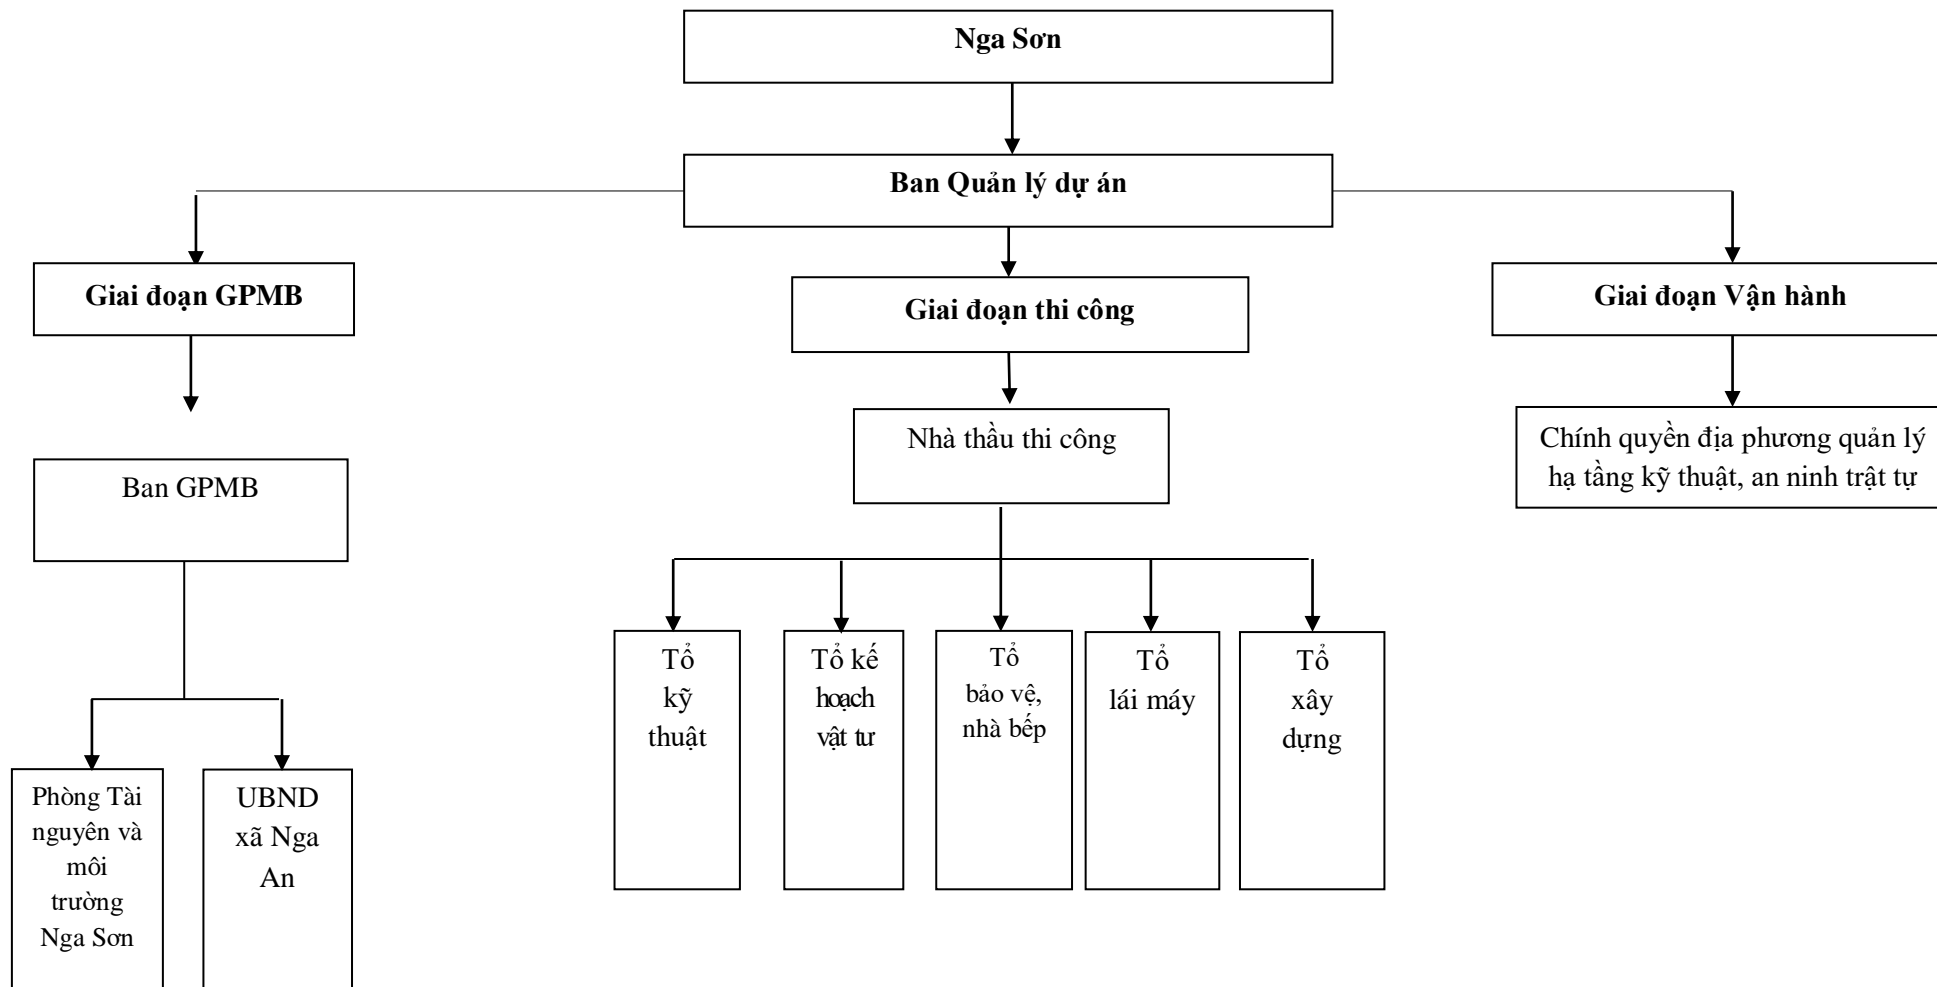 Nga Sơn
Ban Quản lý dự án
Giai đoạn GPMB
Giai đoạn thi công
Giai đoạn Vận hành
Ban GPMB
Nhà thầu thi công
Chính quyền địa phương quản lý
hạ tầng kỹ thuật, an ninh trật tự
Phòng Tài
nguyên và
môi
trường
Nga Sơn
UBND
xã Nga
An
Tổ
kỹ
thuật
Tổ kế
hoạch
vật tư
Tổ
bảo vệ,
nhà bếp
Tổ
lái máy
Tổ
xây
dựng